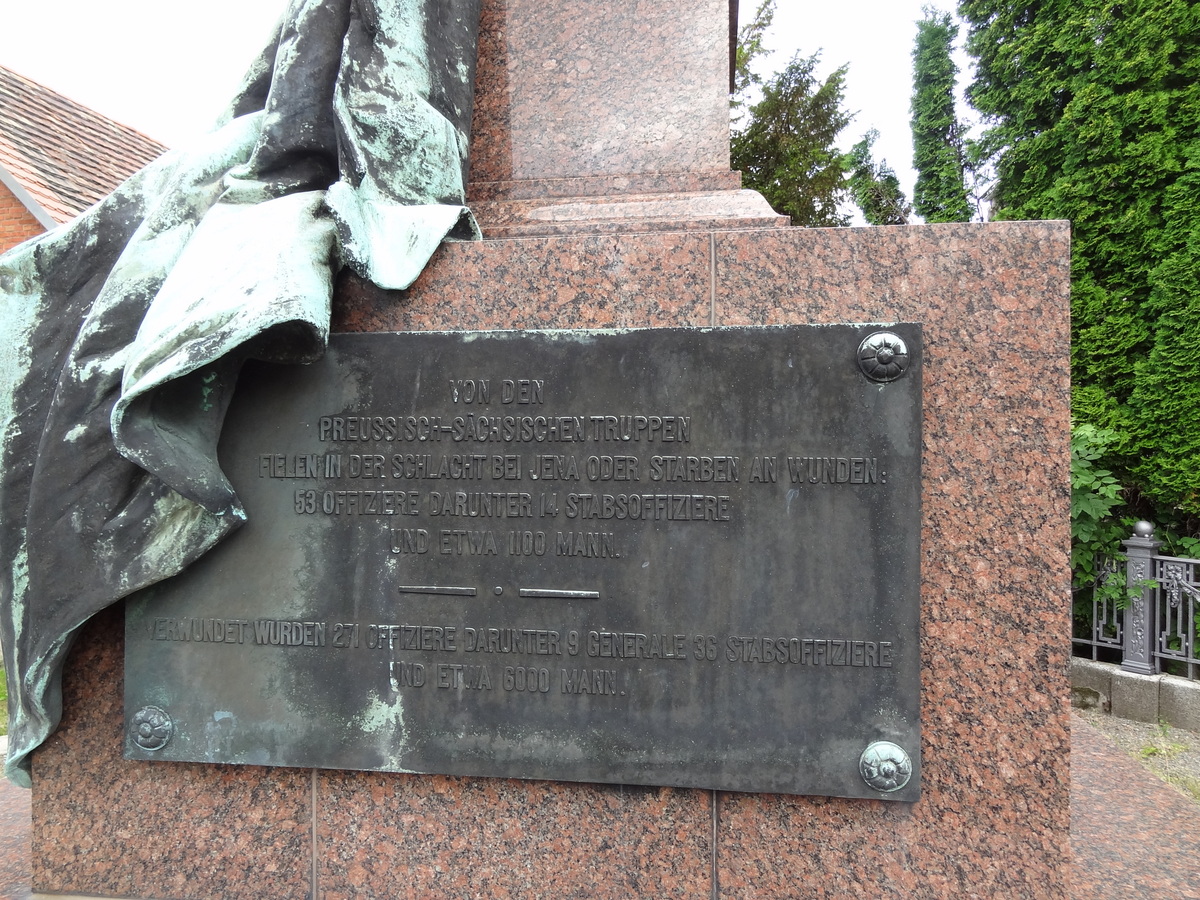 VON DEN
PREUSSISCH-SÄCHSISCHEN TRUPPEN
FIELEN IN DER SCHLACHT BEI JENA ODER STARBEN AN WUNDEN:
53 OFFIZIERE DARUNTER 14 STABSOFFIZIERE
UND ETWA 1100 MANN.
VERWUNDET WURDEN 271 OFFIZIERE DARUNTER 9 GENERALE 36 STABSOFFIZIERE
UND ETWA 6000 MANN.